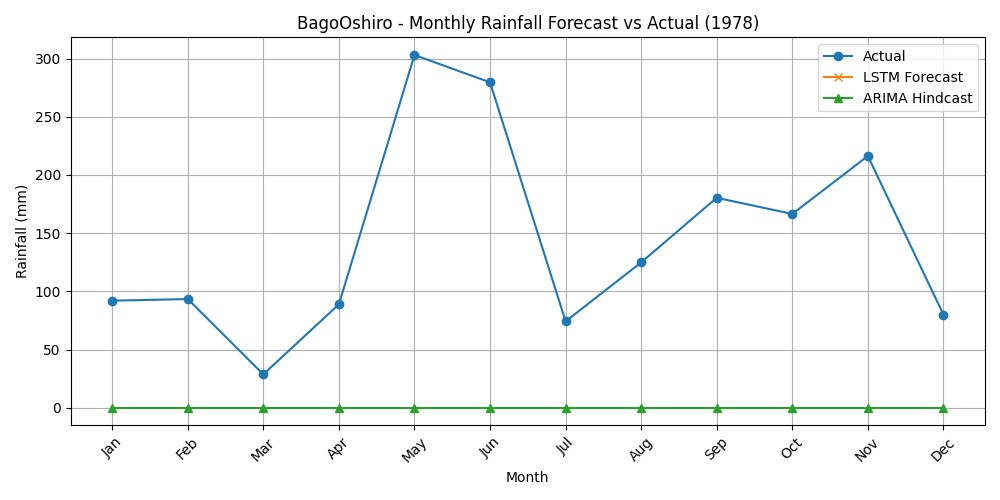 BagoOshiro - Monthly Rainfall Forecast vs Actual (1978)
Actual
LSTM Forecast
ARIMA Hindcast
Rainfall (mm)
300
250
200
150
100
50
0
Jan
Feb
Mar
Apr
May
Jun
Jul
Aug
Sep
Oct
Nov
Dec
Month